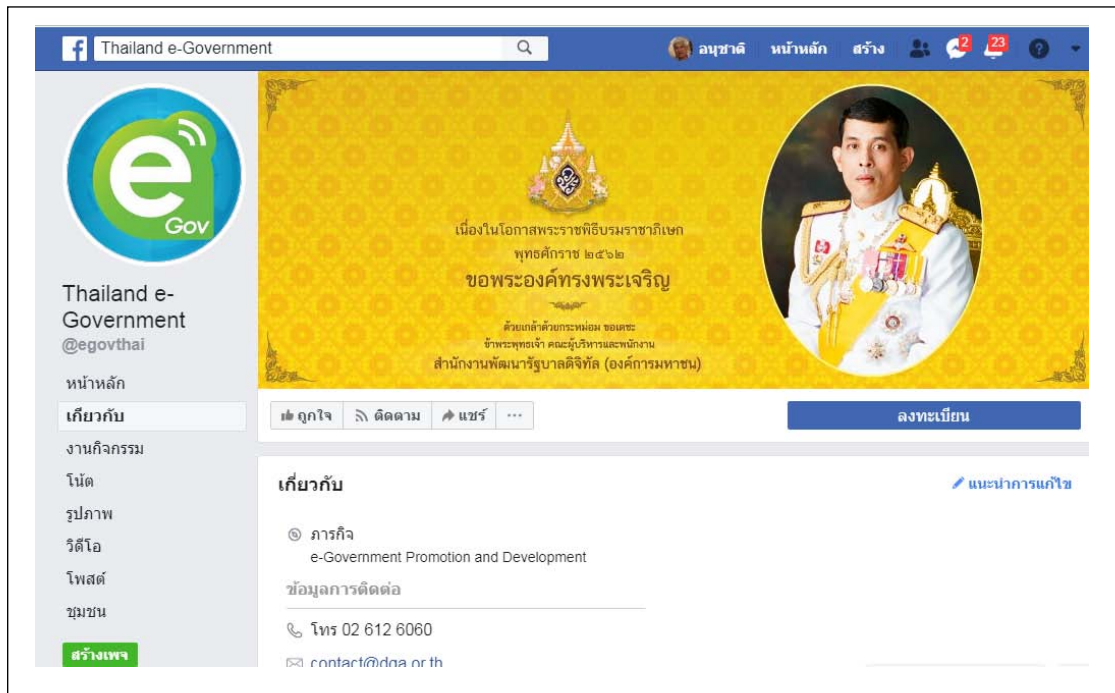 Thailand e-Government
อนุชาติ หน้าหลัก สร้าง 2 23
e
Gov
เนื่องในโอกาสพระราชพิธีบรมราชาภิเษก
พุทธศักราช ๒๕๖๒
ขอพระองค์ทรงพระเจริญ
ด้วยเกล้าด้วยกระหม่อม ขอเดชะ
ข้าพระพุทธเจ้า คณะผู้บริหารและพนักงาน
สำนักงานพัฒนารัฐบาลดิจิทัล (องค์การมหาชน)
Thailand e-
Government
@egovthai
หน้าหลัก
เกี่ยวกับ
งานกิจกรรม
โน้ต
รูปภาพ
วิดีโอ
โพสต์
ชุมชน
สร้างเพจ
ถูกใจ ติดตาม แชร์ ...
ลงทะเบียน
เกี่ยวกับ
แนะนำการแก้ไข
ภารกิจ
e-Government Promotion and Development
ข้อมูลการติดต่อ
โทร 02 612 6060
contact@dga.or.th